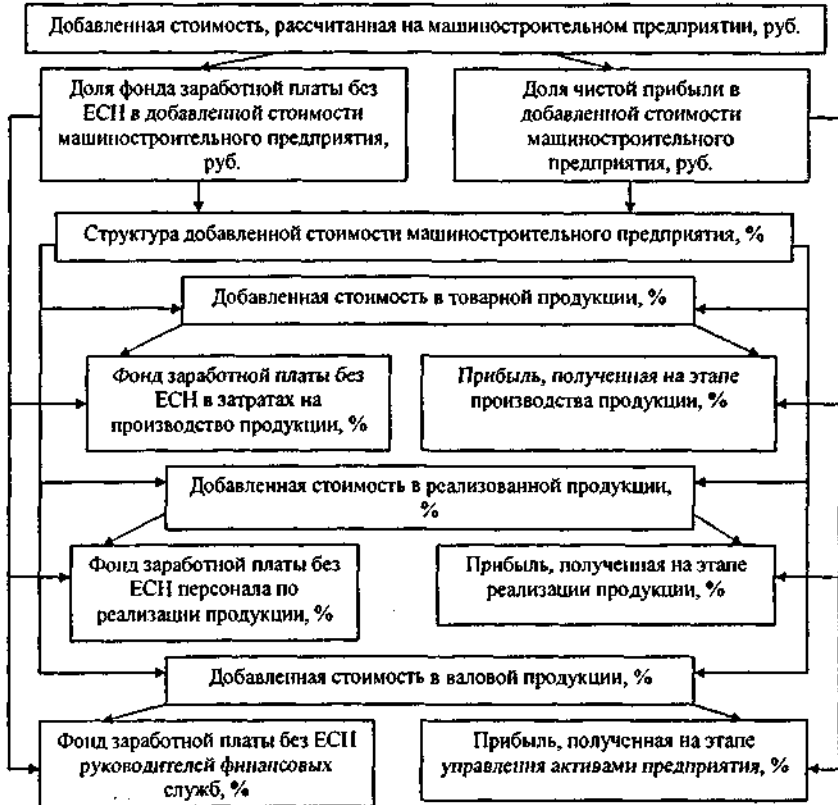 Добавленная стоимость, рассчитанная на машиностроительном предприятии, руб.
Доля фонда заработной платы без
ЕСН в добавленной стоимости
машиностроительного предприятия,
руб.
Доля чистой прибыли в
добавленной стоимости
машиностроительного
предприятия, руб.
Структура добавленной стоимости машиностроительного предприятия, %
Добавленная стоимость в товарной продукции, %
Фонд заработной платы без
ЕСН в затратах на
производство продукции, %
Прибыль, полученная на этапе
производства продукции, %
Добавленная стоимость в реализованной продукции,
%
Фонд заработной платы без
ЕСН персонала по
реализации продукции, %
Прибыль, полученная на этапе
реализации продукции, %
Добавленная стоимость в валовой продукции, %
Фонд заработной платы без ЕСН
руководителей финансовых
служб, %
Прибыль, полученная на этапе
управления активами предприятия, %